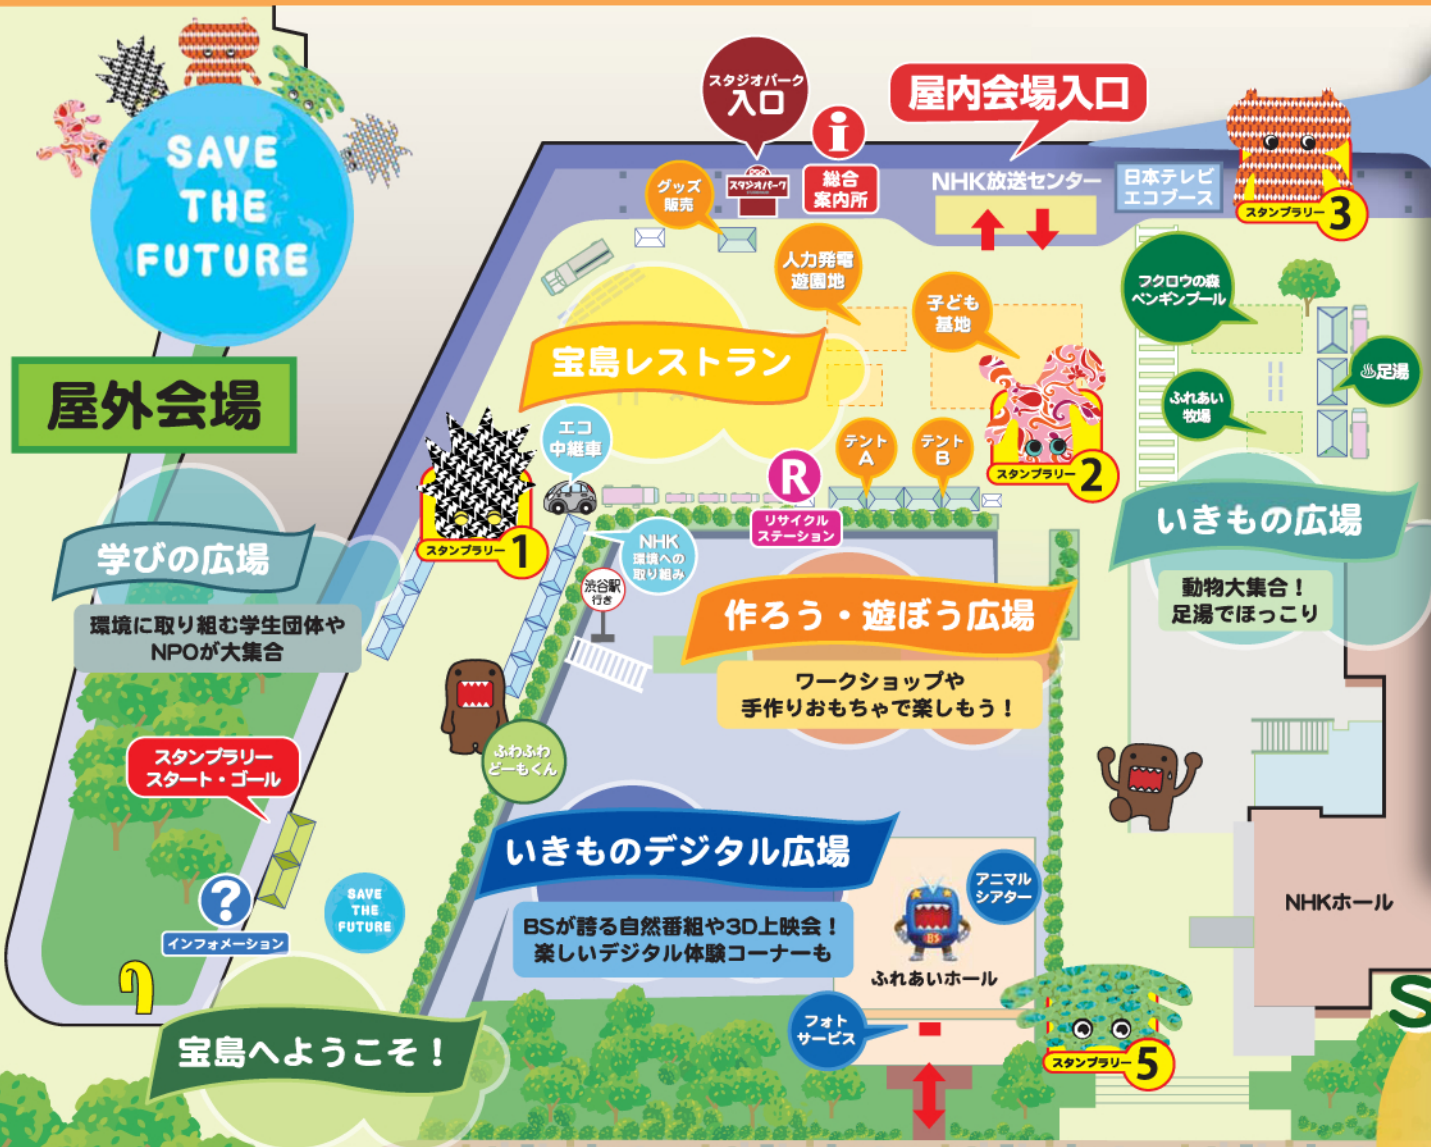 SAVE
THE
FUTURE
屋外会場
スタジオパーク
入口
総合
案内所
屋内会場入口
グッズ
販売
スタジオパーク
NHK放送センター
日本テレビ
エコブース
スタンプラリー3
人力発電
遊園地
子ども
基地
フクロウの森
ペンギンプール
宝島レストラン
足湯
ふれあい
牧場
エコ
中継車
テント
A
テント
B
スタンプラリー2
R
リサイクル
ステーション
スタンプラリー1
NHK
環境への
取り組み
渋谷駅
行き
学びの広場
環境に取り組む学生団体や
NPOが大集合
いきもの広場
動物大集合！
足湯でほっこり
作ろう・遊ぼう広場
ワークショップや
手作りおもちゃで楽しもう！
ふわふわ
どーもくん
スタンプラリー
スタート・ゴール
いきものデジタル広場
BSが誇る自然番組や3D上映会！
楽しいデジタル体験コーナーも
アニマル
シアター
BS
ふれあいホール
NHKホール
?
インフォメーション
SAVE
THE
FUTURE
フォト
サービス
スタンプラリー5
宝島へようこそ！
S